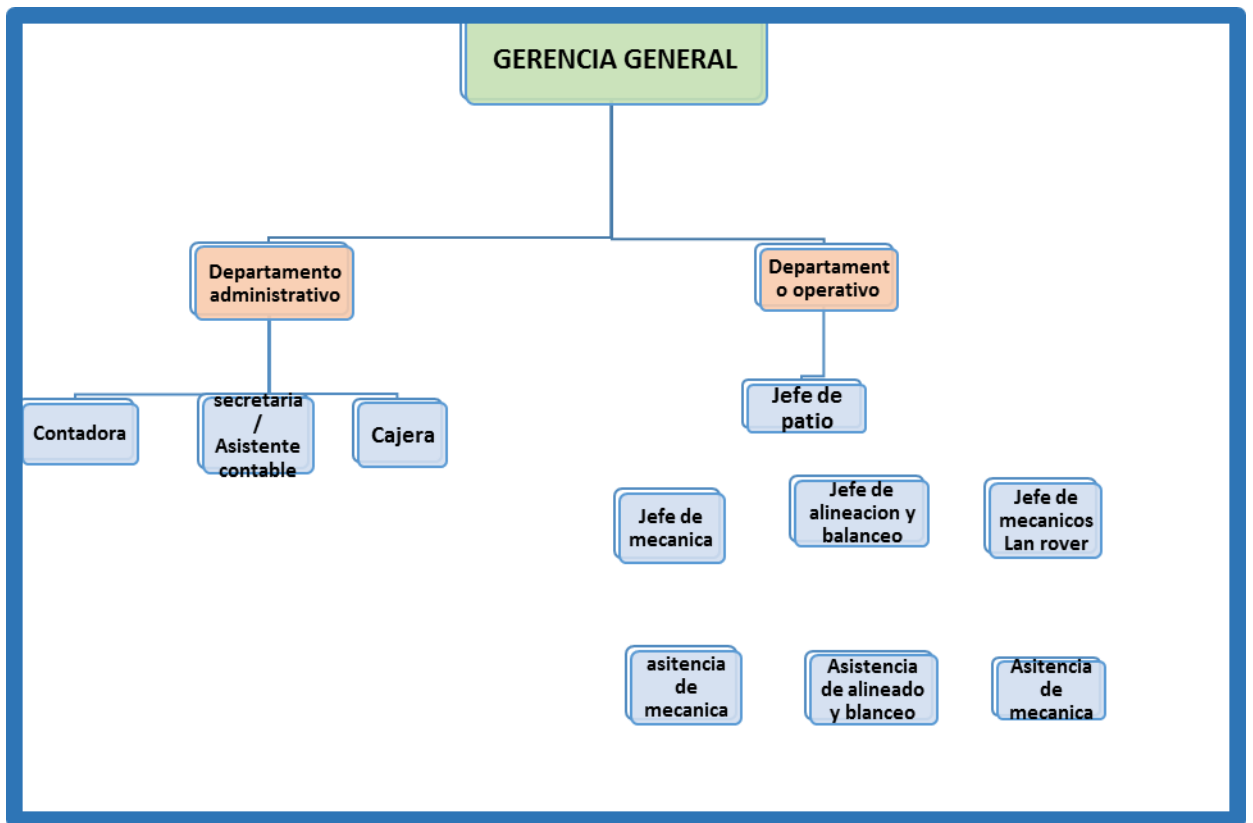 GERENCIA GENERAL
Departamento
administrativo
Departament
o operativo
Contadora
secretaria
/
Asistente
contable
Cajera
Jefe de
patio
Jefe de
mecanica
Jefe de
alineacion y
balanceo
Jefe de
mecanicos
Lan rover
asitencia
de
mecanica
Asistencia
de alineado
y blanceo
Asitencia
de
mecanica